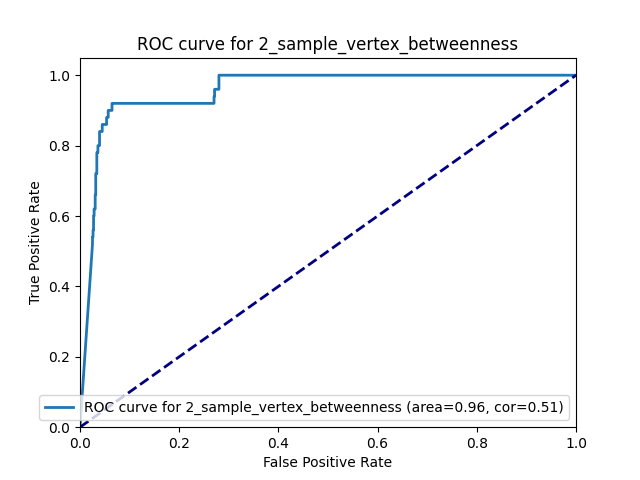 ROC curve for 2_sample_vertex_betweenness
True Positive Rate
1.0
0.8
0.6
0.4
0.2
0.0
ROC curve for 2_sample_vertex_betweenness (area=0.96, cor=0.51)
0.0 0.2 0.4 0.6 0.8 1.0
False Positive Rate